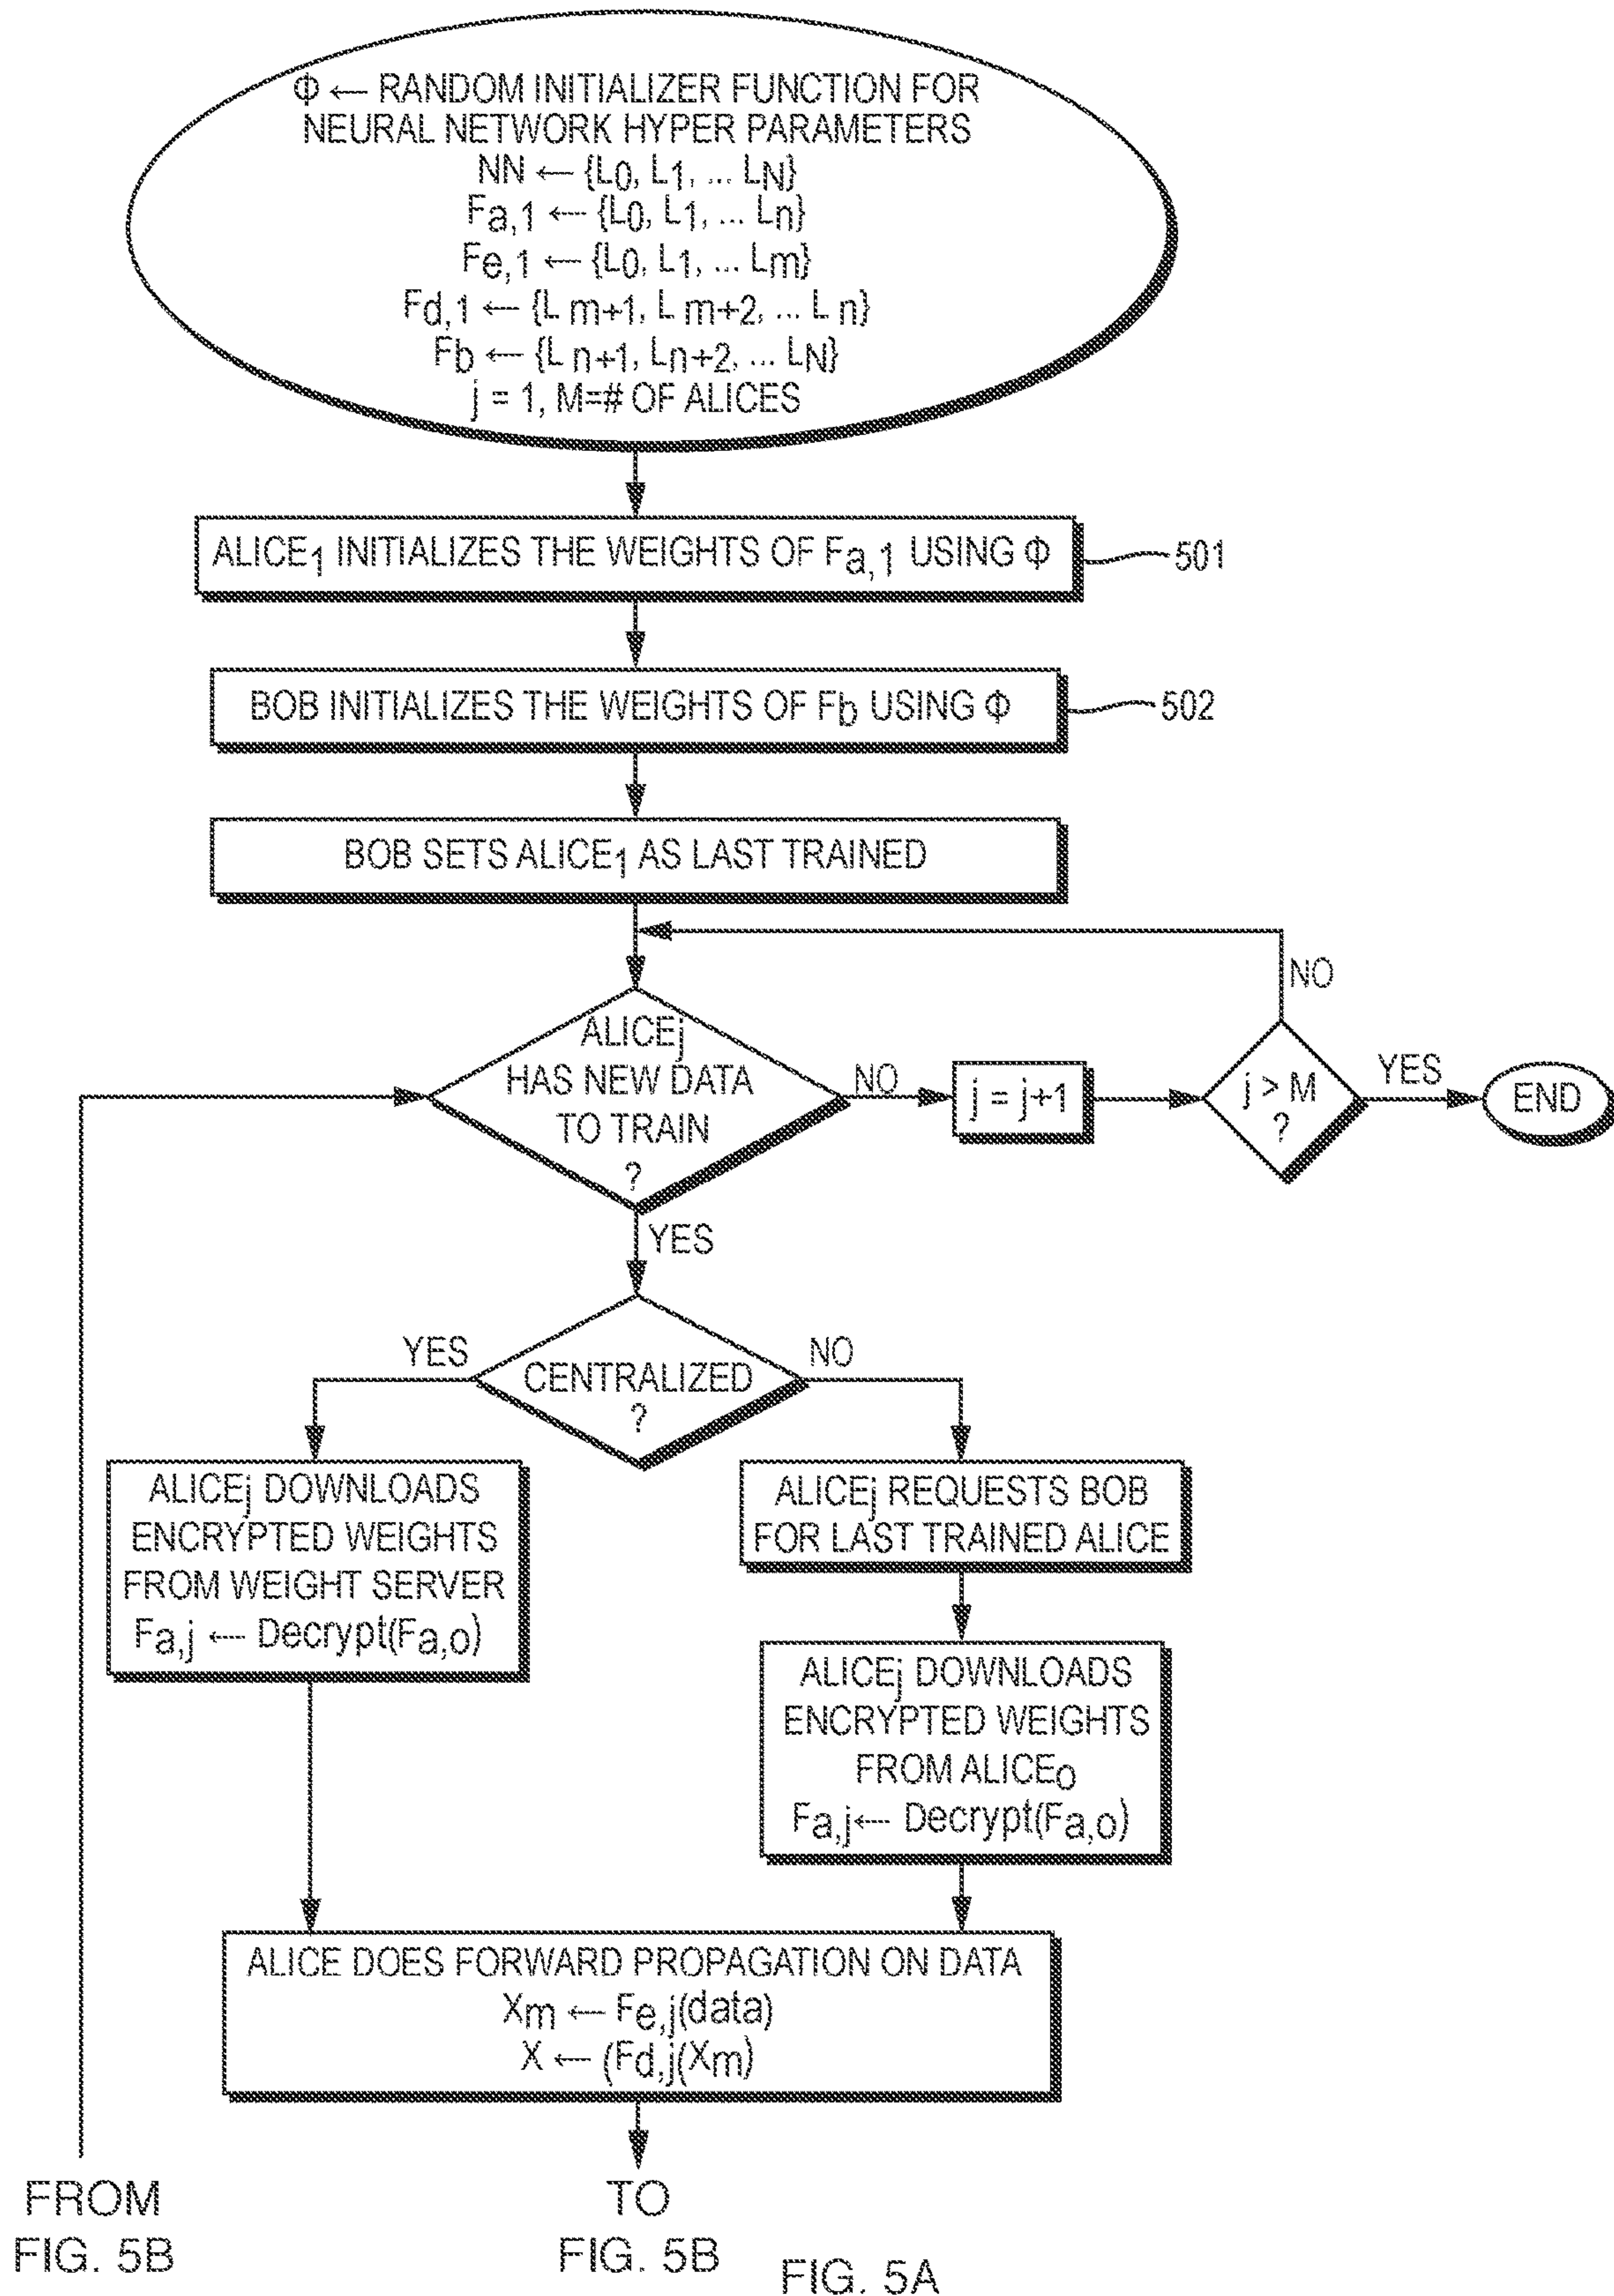 Φ ← RANDOM INITIALIZER FUNCTION FOR
NEURAL NETWORK HYPER PARAMETERS
NN ← {L0, L1, ... LN}
Fa,1 ← {L0, L1, ... Ln}
Fe,1 ← {L0, L1, ... Lm}
Fd,1 ← {L m+1, L m+2, ... L n}
Fb ← {L n+1, Ln+2, ... LN}
j = 1, M=# OF ALICES
ALICE1 INITIALIZES THE WEIGHTS OF Fa,1 USING Φ
501
BOB INITIALIZES THE WEIGHTS OF Fb USING Φ
502
BOB SETS ALICE1 AS LAST TRAINED
NO
ALICEj
HAS NEW DATA
TO TRAIN
?
NO
j = j+1
j > M
?
YES
END
YES
YES
CENTRALIZED
?
NO
ALICEj DOWNLOADS
ENCRYPTED WEIGHTS
FROM WEIGHT SERVER
Fa,j ← Decrypt(Fa,o)
ALICEj REQUESTS BOB
FOR LAST TRAINED ALICE
ALICEj DOWNLOADS
ENCRYPTED WEIGHTS
FROM ALICEo
Fa,j← Decrypt(Fa,o)
ALICE DOES FORWARD PROPAGATION ON DATA
Xm ← Fe,j(data)
X ← (Fd,j(Xm)
FROM
FIG. 5B
TO
FIG. 5B
FIG. 5A